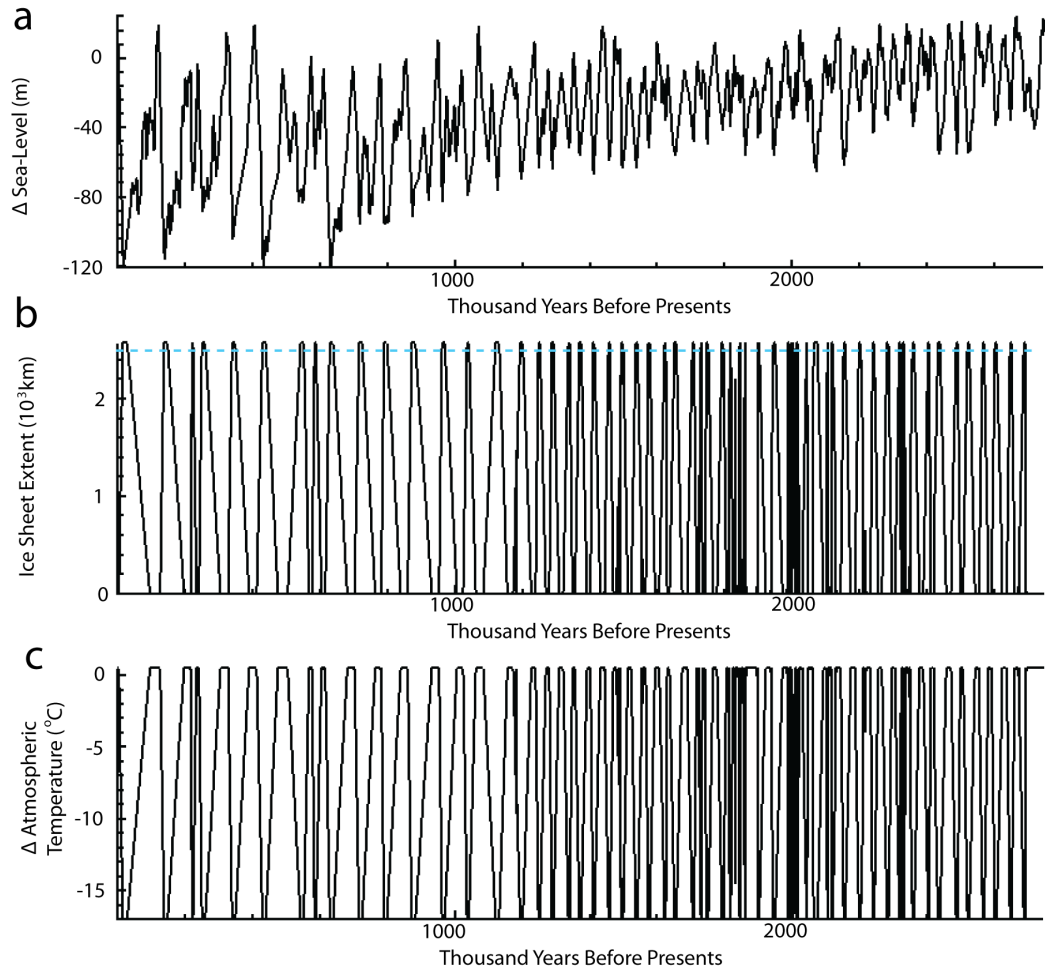 a
0
-40
-80
-120
Δ Sea-Level (m)
1000
2000
Thousand Years Before Presents
b
2
1
0
Ice Sheet Extent (10³km)
1000
2000
Thousand Years Before Presents
c
0
-5
-10
-15
Δ Atmospheric
Temperature (°C)
1000
2000
Thousand Years Before Presents